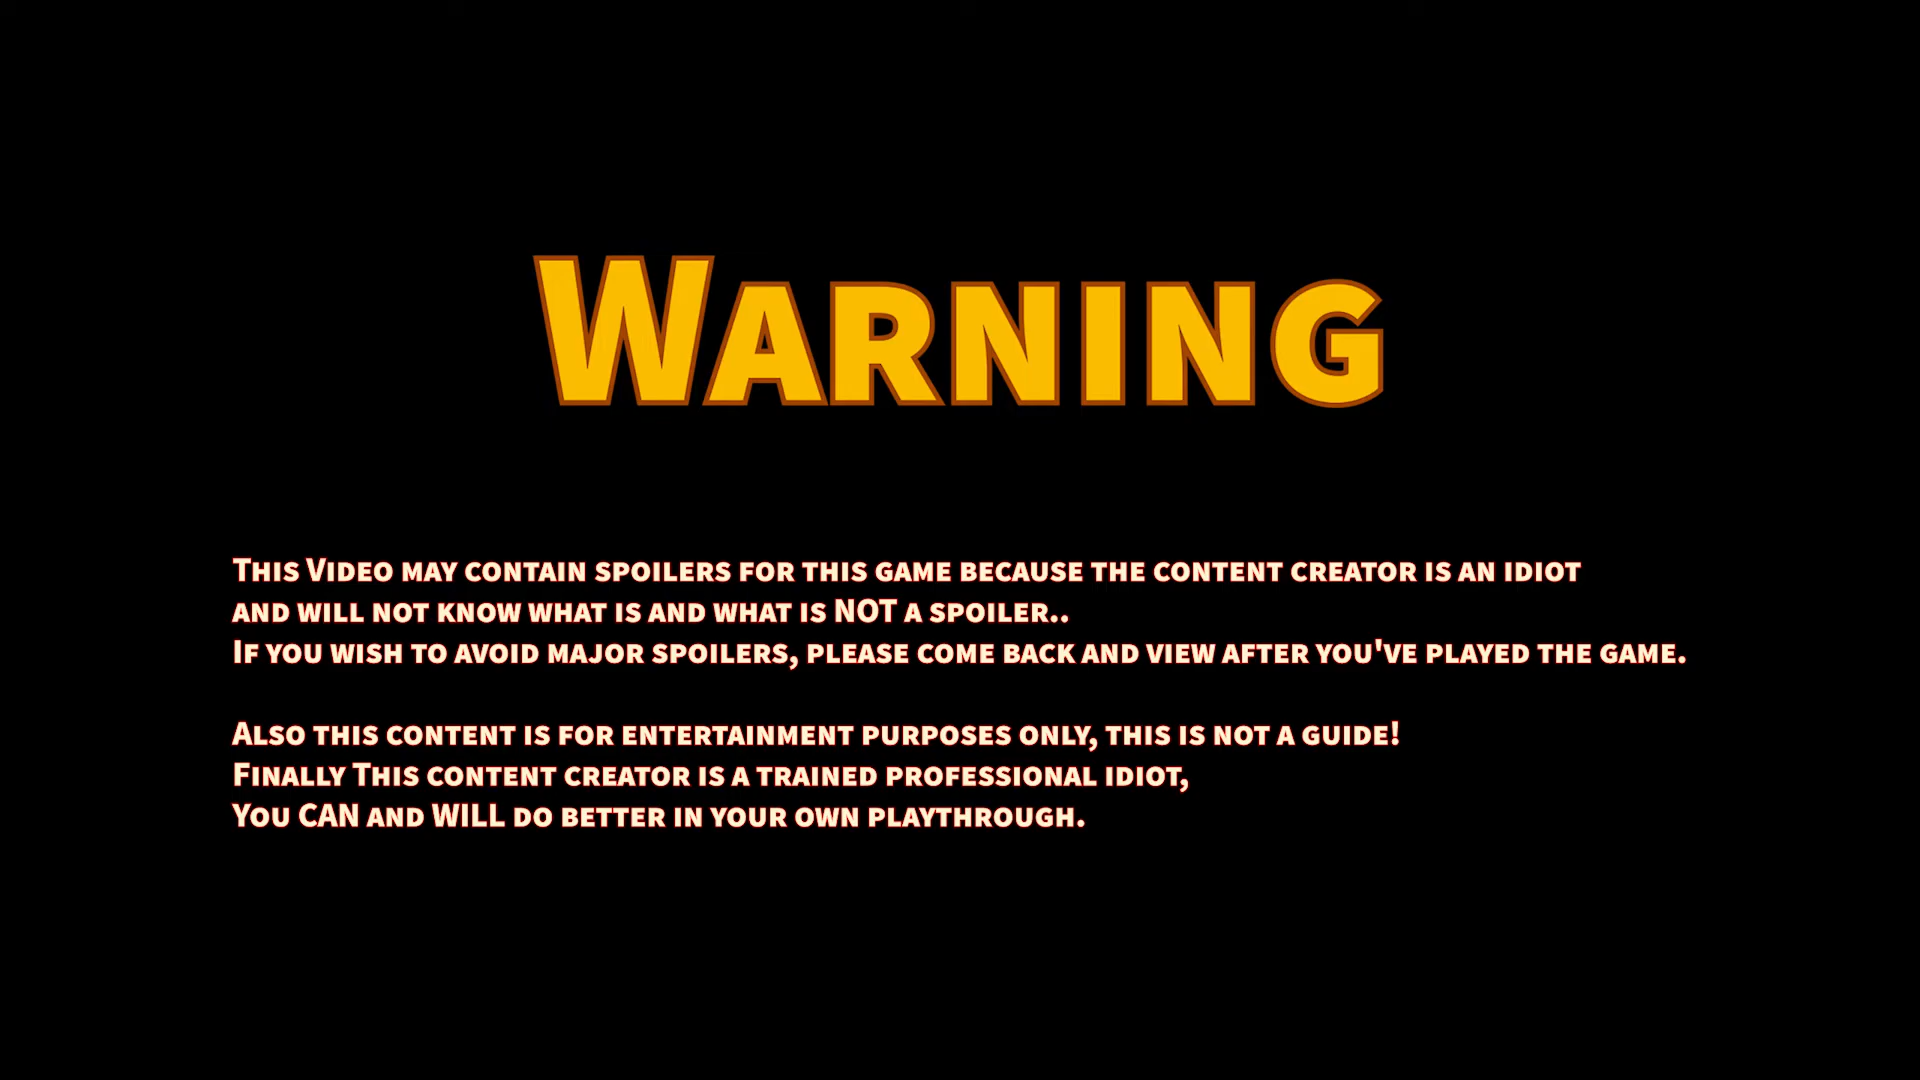 Warning
This Video may contain spoilers for this game because the content creator is an idiot
and will not know what is and what is NOT a spoiler..
If you wish to avoid major spoilers, please come back and view after you've played the game.
Also this content is for entertainment purposes only, this is not a guide!
Finally This content creator is a trained professional idiot,
You CAN and WILL do better in your own playthrough.